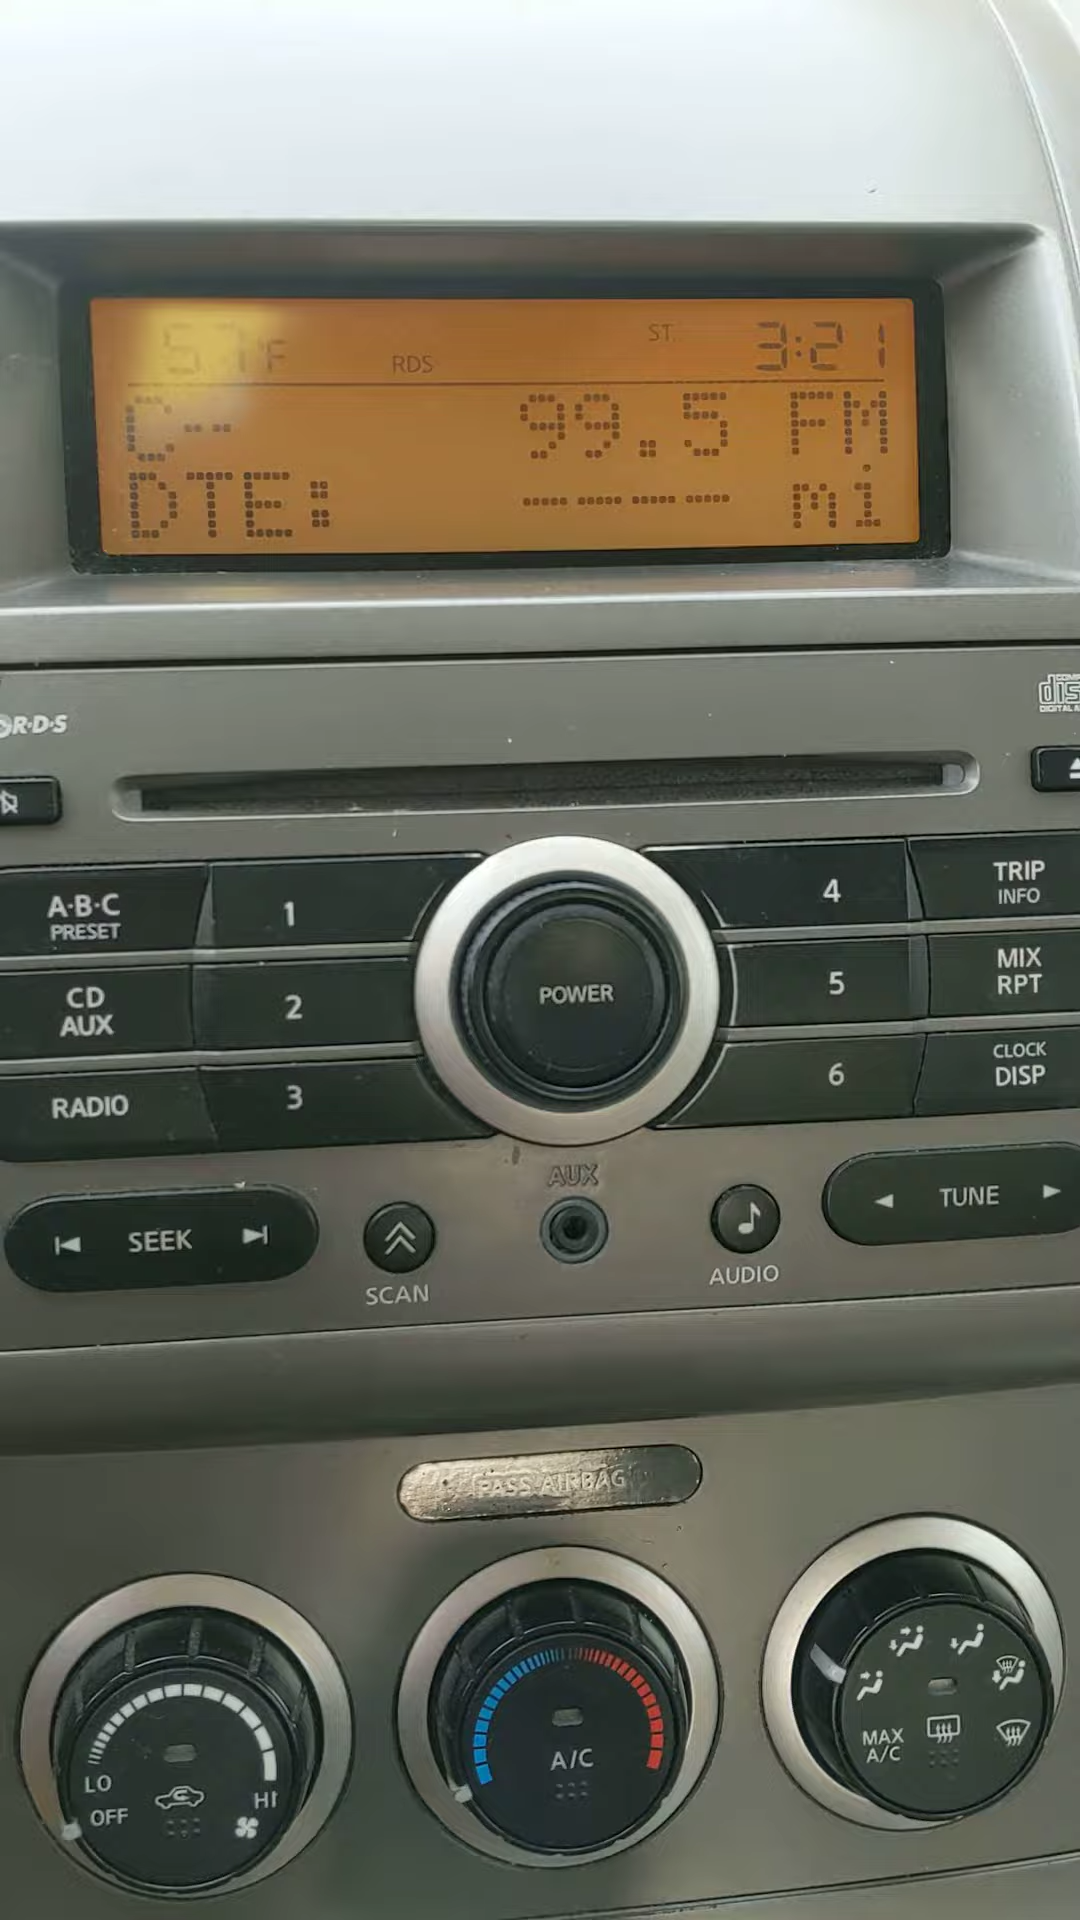 57°F RDS ST 3:21
C-- 99.5 FM
DTE: ---- mi
R·D·S
A·B·C
PRESET
1
4
TRIP
INFO
CD
AUX
2
POWER
5
MIX
RPT
RADIO
3
6
CLOCK
DISP
AUX
SEEK
TUNE
SCAN
AUDIO
PASS AIRBAG
LO
OFF
HI
A/C
MAX
A/C